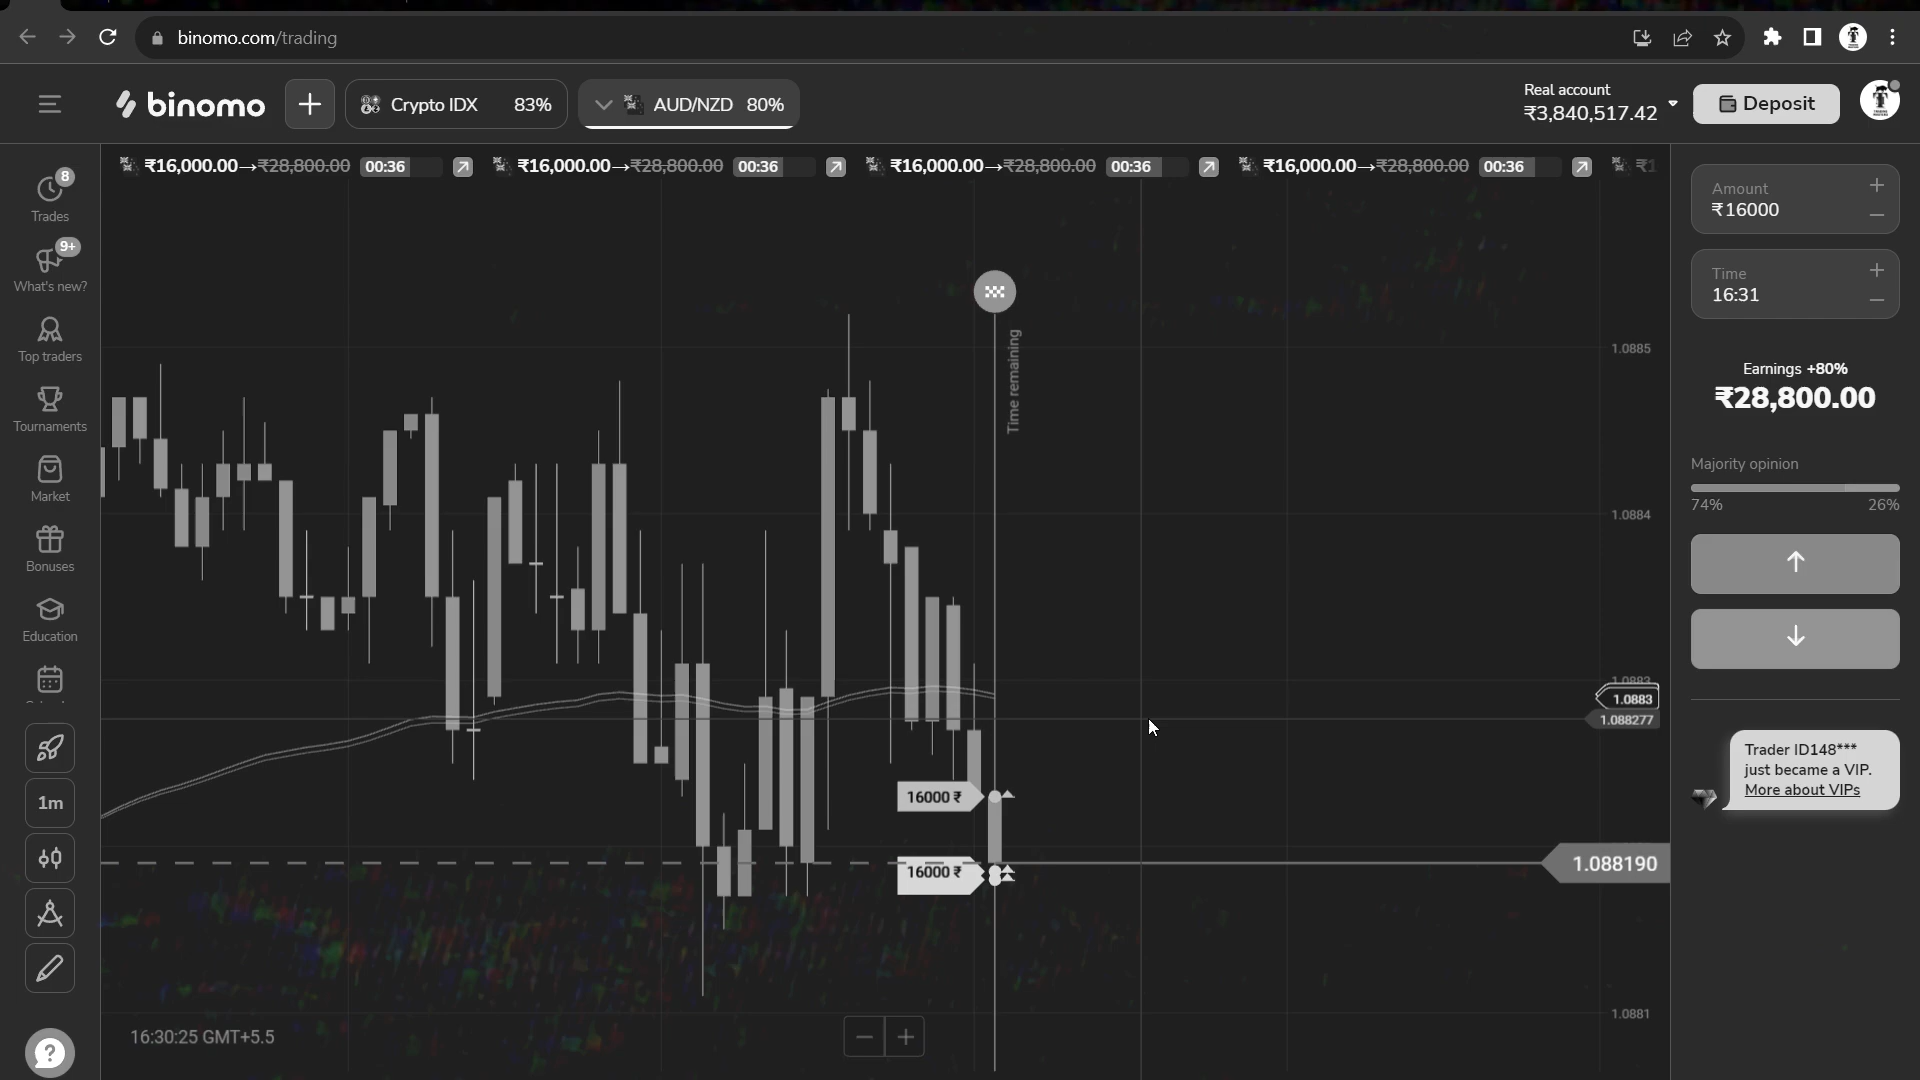 binomo.com/trading
binomo
Crypto IDX 83%
AUD/NZD 80%
Real account
₹3,840,517.42
Deposit
₹16,000.00→₹28,800.00 00:36
₹16,000.00→₹28,800.00 00:36
₹16,000.00→₹28,800.00 00:36
₹16,000.00→₹28,800.00 00:36
₹1
8
Trades
9+
What's new?
Top traders
Tournaments
Market
Bonuses
Education
1m
Time remaining
16000 ₹
16000 ₹
1.0885
1.0884
1.0883
1.0883
1.088277
1.088190
1.0881
16:30:25 GMT+5.5
Amount
₹16000
Time
16:31
Earnings +80%
₹28,800.00
Majority opinion
74% 26%
Trader ID148***
just became a VIP.
More about VIPs